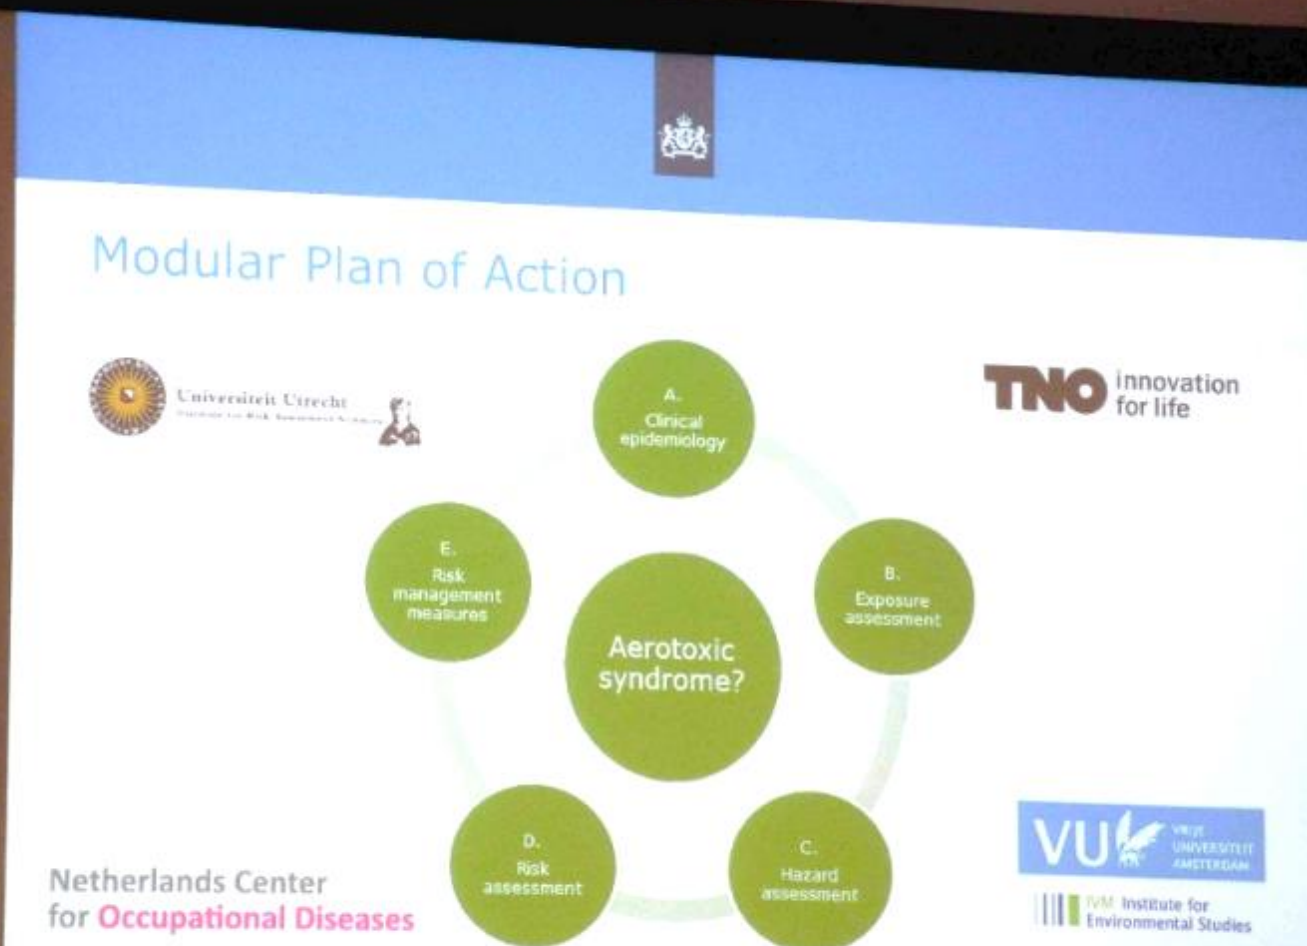 Modular Plan of Action
Universiteit Utrecht
TNO innovation
for life
A.
Clinical
epidemiology
B.
Exposure
assessment
C.
Hazard
assessment
D.
Risk
assessment
E.
Risk
management
measures
Aerotoxic
syndrome?
Netherlands Center
for Occupational Diseases
VU
VRIJE
UNIVERSITEIT
AMSTERDAM
IVM Institute for
Environmental Studies